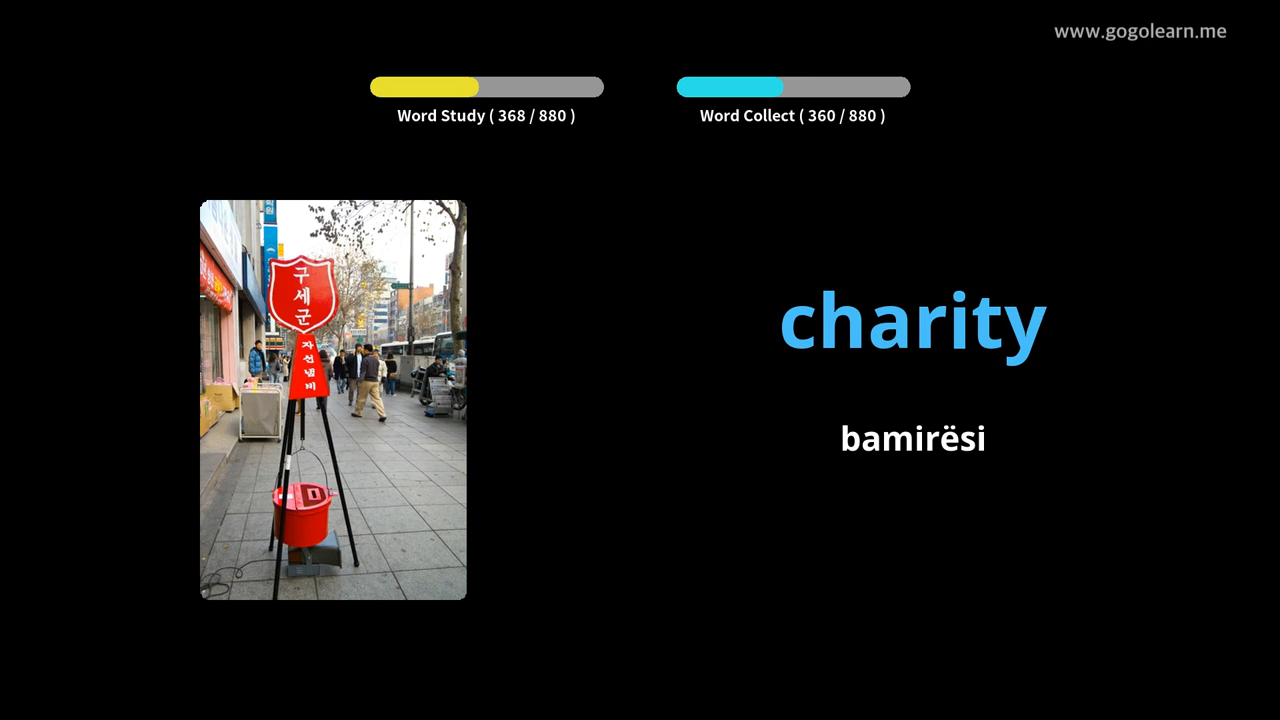 www.gogolearn.me
Word Study ( 368 / 880 )
Word Collect ( 360 / 880 )
구세군
자선냄비
charity
bamirësi